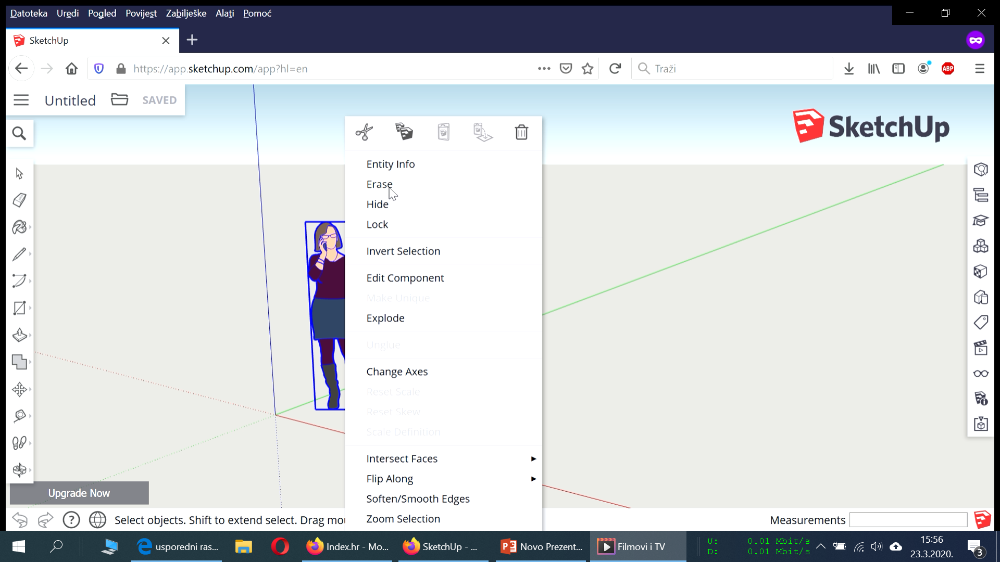 Datoteka Uredi Pogled Povijest Zabilješke Alati Pomoć
SketchUp
https://app.sketchup.com/app?hl=en
Traži
ABP
Untitled SAVED
SketchUp
Entity Info
Erase
Hide
Lock
Invert Selection
Edit Component
Make Unique
Explode
Unglue
Change Axes
Reset Scale
Reset Skew
Scale Definition
Intersect Faces
Flip Along
Soften/Smooth Edges
Zoom Selection
Upgrade Now
Select objects. Shift to extend select. Drag mou
Measurements
usporedni ras...
Index.hr - Mo...
SketchUp - ...
Novo Prezent...
Filmovi i TV
U: 0.01 Mbit/s
D: 0.01 Mbit/s
15:56
23.3.2020.
3